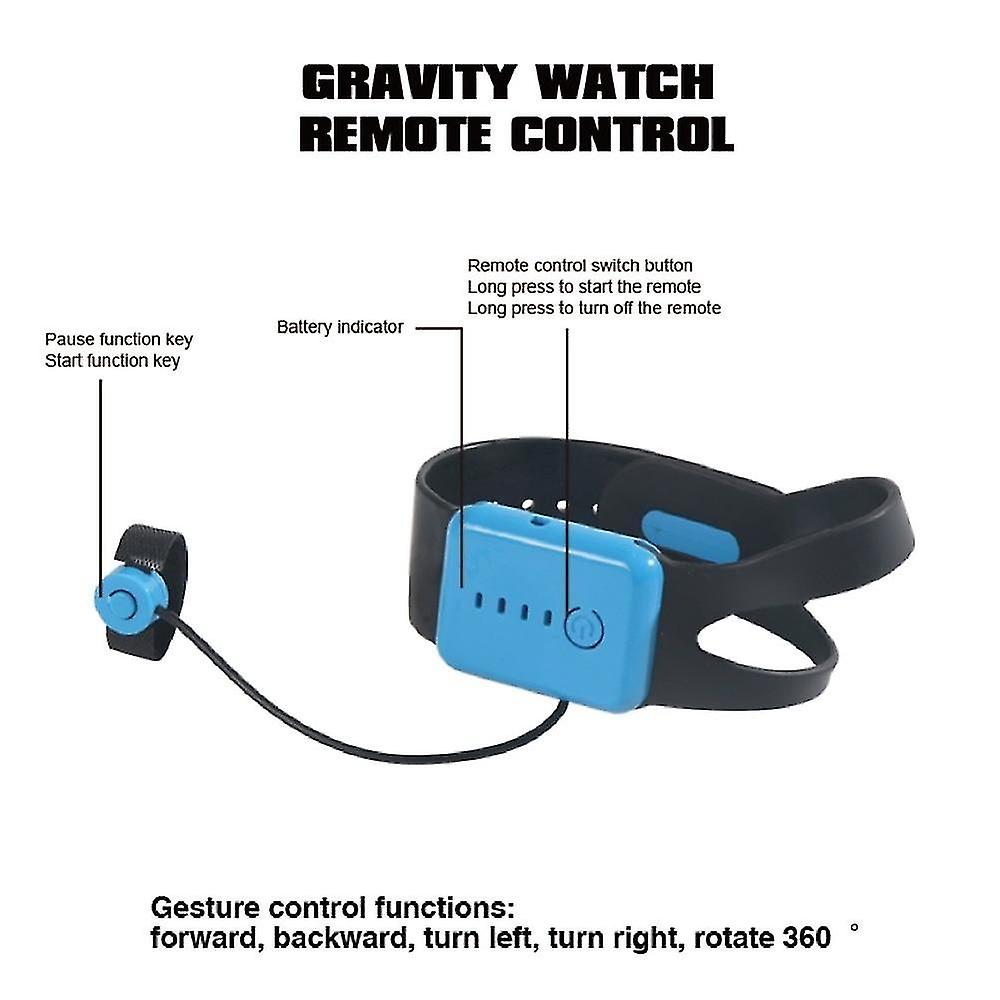 GRAVITY WATCH
REMOTE CONTROL
Remote control switch button
Long press to start the remote
Long press to turn off the remote
Battery indicator
Pause function key
Start function key
Gesture control functions:
forward, backward, turn left, turn right, rotate 360 °